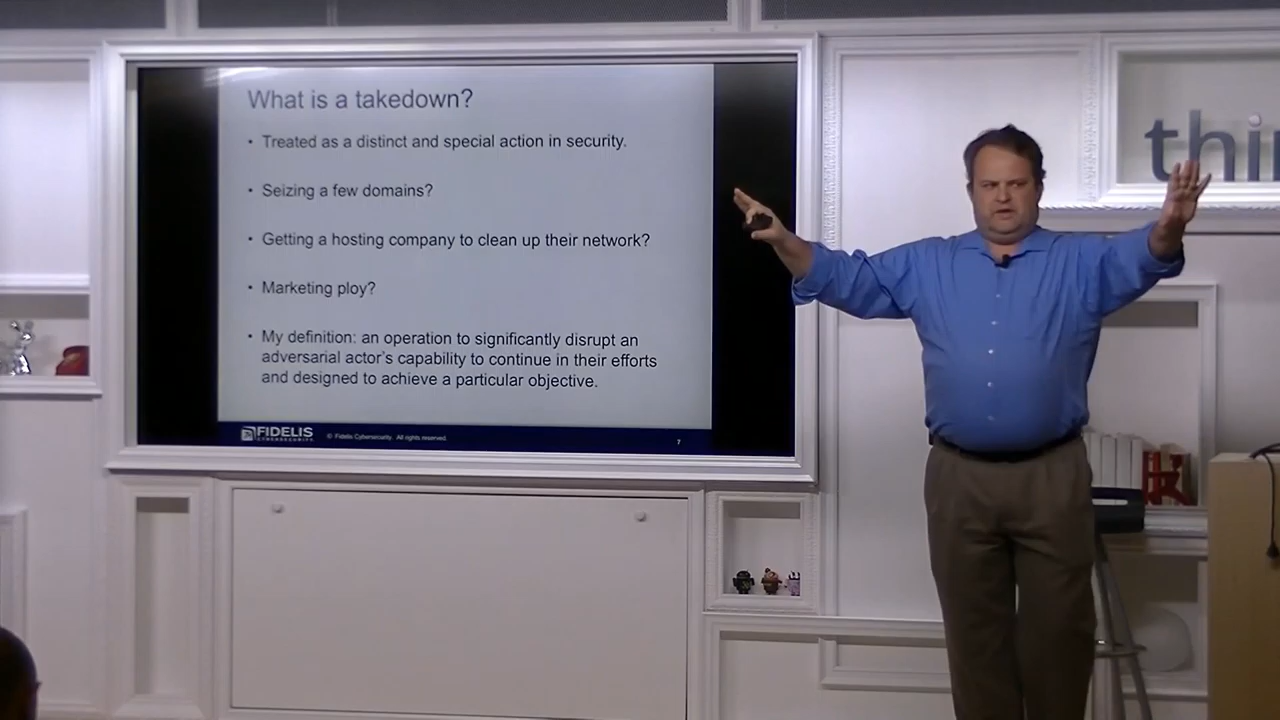 What is a takedown?
• Treated as a distinct and special action in security.
• Seizing a few domains?
• Getting a hosting company to clean up their network?
• Marketing ploy?
• My definition: an operation to significantly disrupt an
adversarial actor's capability to continue in their efforts
and designed to achieve a particular objective.
FIDELIS
CYBERSECURITY
© Fidelis Cybersecurity. All rights reserved.
7
thi